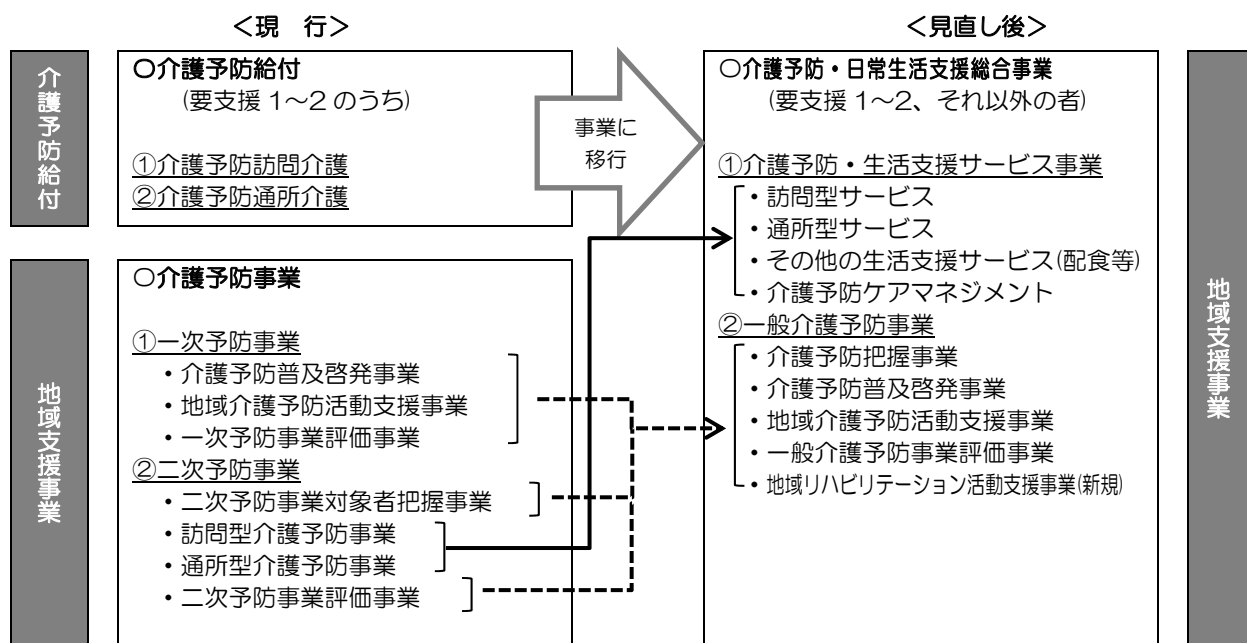 ＜現　行＞
介護予防給付
○介護予防給付
(要支援 1～2 のうち)
①介護予防訪問介護
②介護予防通所介護
地域支援事業
○介護予防事業
①一次予防事業
・介護予防普及啓発事業
・地域介護予防活動支援事業
・一次予防事業評価事業
②二次予防事業
・二次予防事業対象者把握事業
・訪問型介護予防事業
・通所型介護予防事業
・二次予防事業評価事業
事業に
移行
＜見直し後＞
○介護予防・日常生活支援総合事業
(要支援 1～2、それ以外の者)
①介護予防・生活支援サービス事業
・訪問型サービス
・通所型サービス
・その他の生活支援サービス(配食等)
・介護予防ケアマネジメント
②一般介護予防事業
・介護予防把握事業
・介護予防普及啓発事業
・地域介護予防活動支援事業
・一般介護予防事業評価事業
・地域リハビリテーション活動支援事業(新規)
地域支援事業